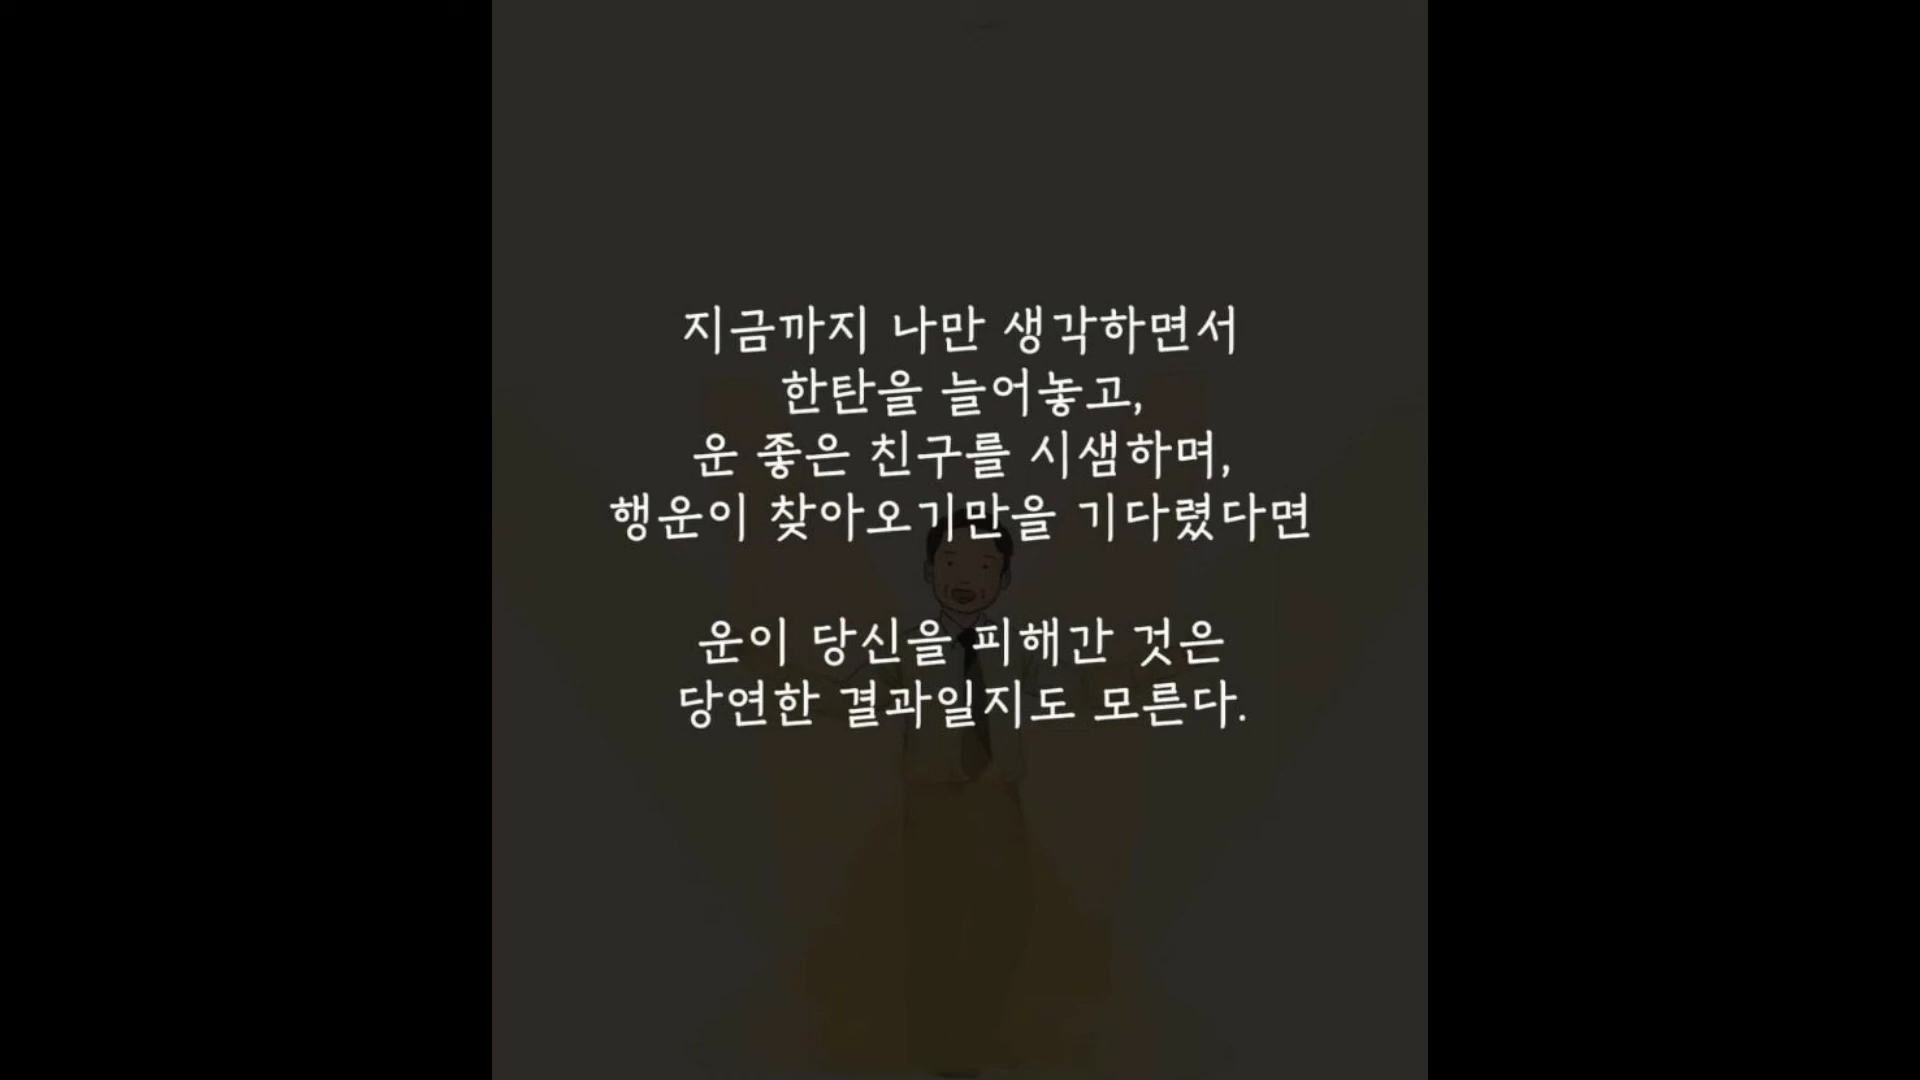 지금까지 나만 생각하면서
한탄을 늘어놓고,
운 좋은 친구를 시샘하며,
행운이 찾아오기만을 기다렸다면
운이 당신을 피해간 것은
당연한 결과일지도 모른다.